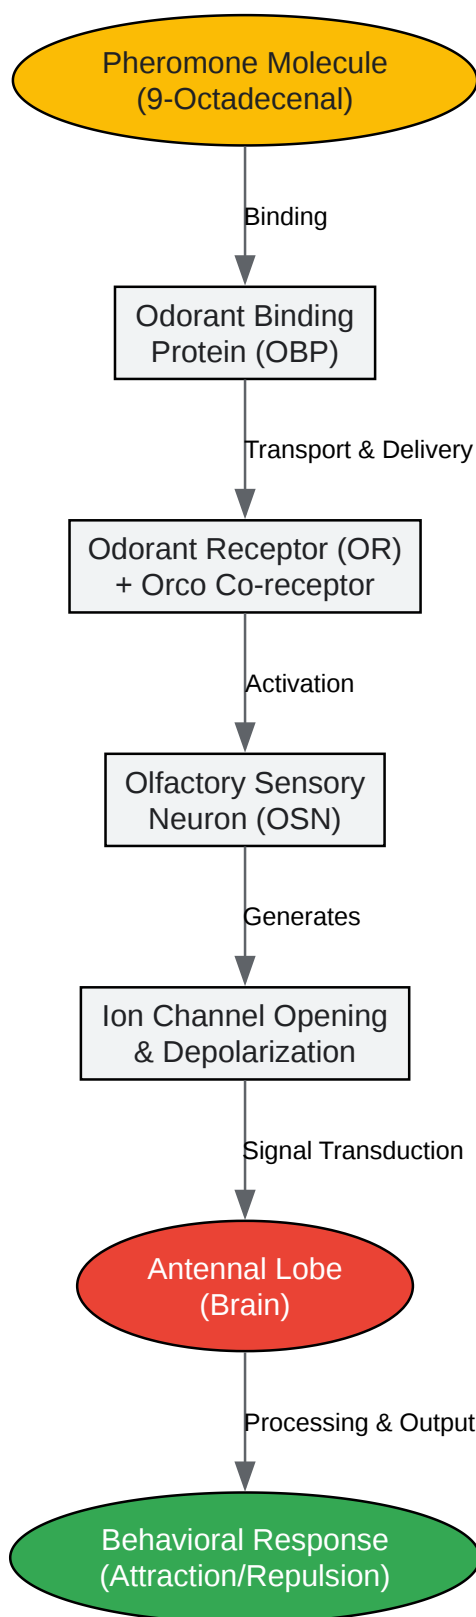 Pheromone Molecule
(9-Octadecenal)
Binding
Odorant Binding
Protein (OBP)
Transport & Delivery
Odorant Receptor (OR)
+ Orco Co-receptor
Activation
Olfactory Sensory
Neuron (OSN)
Generates
Ion Channel Opening
& Depolarization
Signal Transduction
Antennal Lobe
(Brain)
Processing & Output
Behavioral Response
(Attraction/Repulsion)